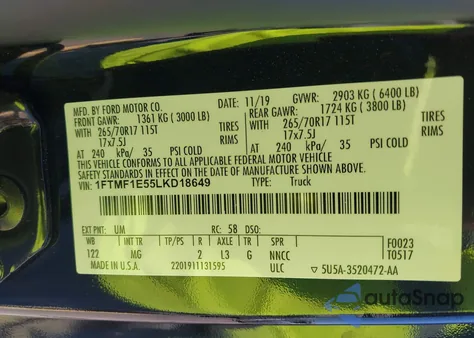 MFD. BY FORD MOTOR CO. 11/19 GVWR: 2903 KG ( 6400 LB)
FRONT GAWR: 1361 KG ( 3000 LB) REAR GAWR: 1724 KG ( 3800 LB)
WITH TIRES WITH TIRES
265/70R17 115T 265/70R17 115T
17x7.5J RIMS 17x7.5J RIMS
AT 240 kPa/ 35 PSI COLD AT 240 kPa/ 35 PSI COLD
THIS VEHICLE CONFORMS TO ALL APPLICABLE FEDERAL MOTOR VEHICLE
SAFETY STANDARDS IN EFFECT ON THE DATE OF MANUFACTURE SHOWN ABOVE.
VIN: 1FTMF1E55LKD18649 TYPE: Truck
EXT PNT: UM RC: 58 DSO:
WB INT TR TP/PS R AXLE TR SPR F0023
122 MG 2 L3 G NNCC T0517
MADE IN U.S.A. 2201911131595 ULC 5U5A-3520472-AA
autoSnap